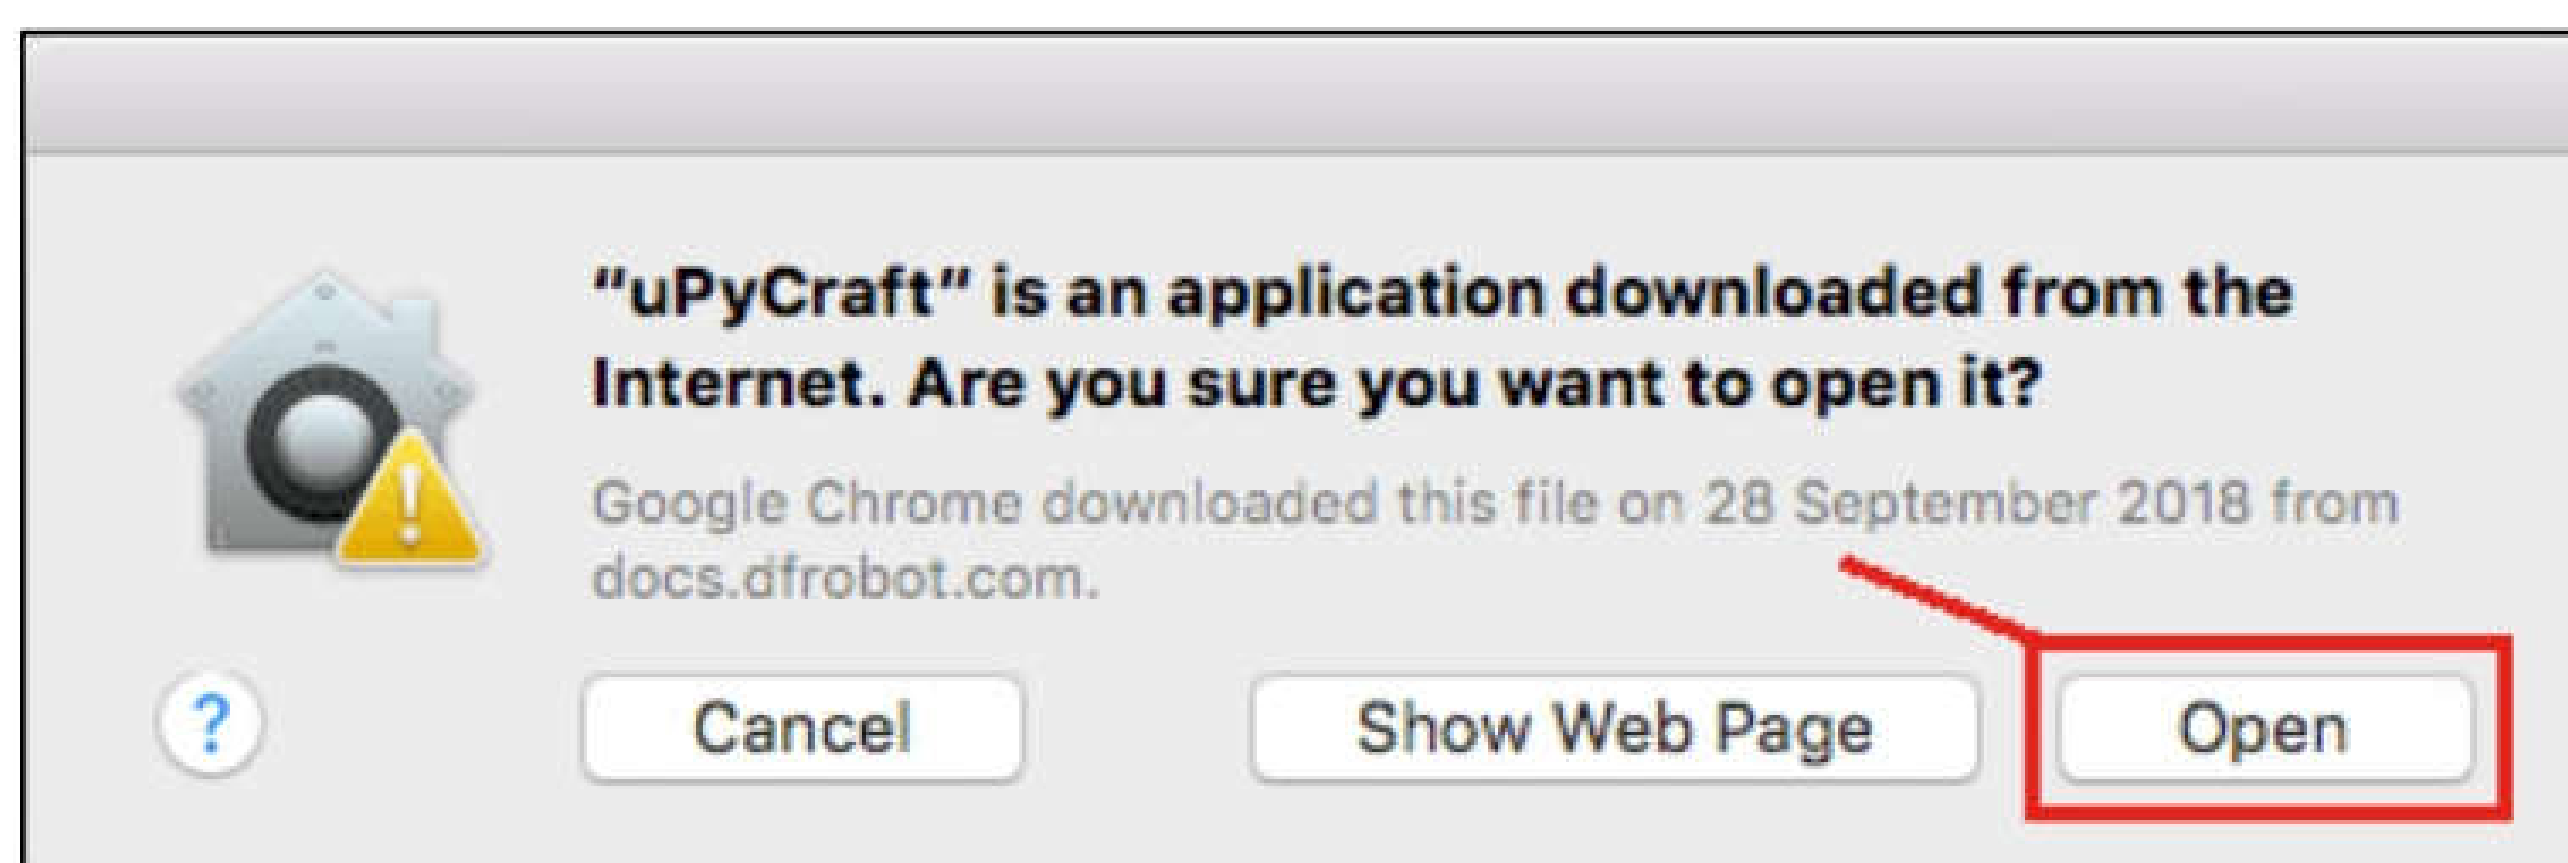 “uPyCraft” is an application downloaded from the
Internet. Are you sure you want to open it?
Google Chrome downloaded this file on 28 September 2018 from
docs.dfrobot.com.
? Cancel Show Web Page Open